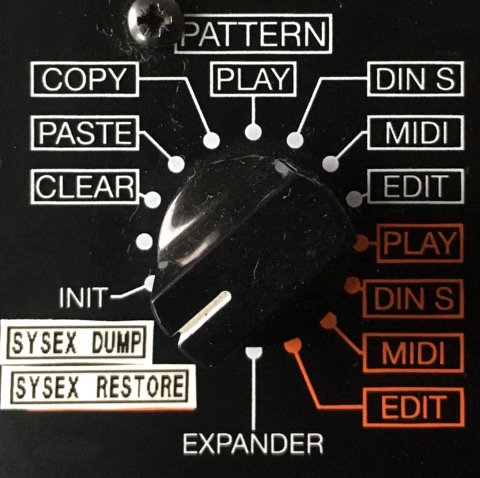 PATTERN
COPY
PLAY
DIN S
PASTE
MIDI
CLEAR
EDIT
PLAY
INIT
DIN S
SYSEX DUMP
MIDI
SYSEX RESTORE
EDIT
EXPANDER